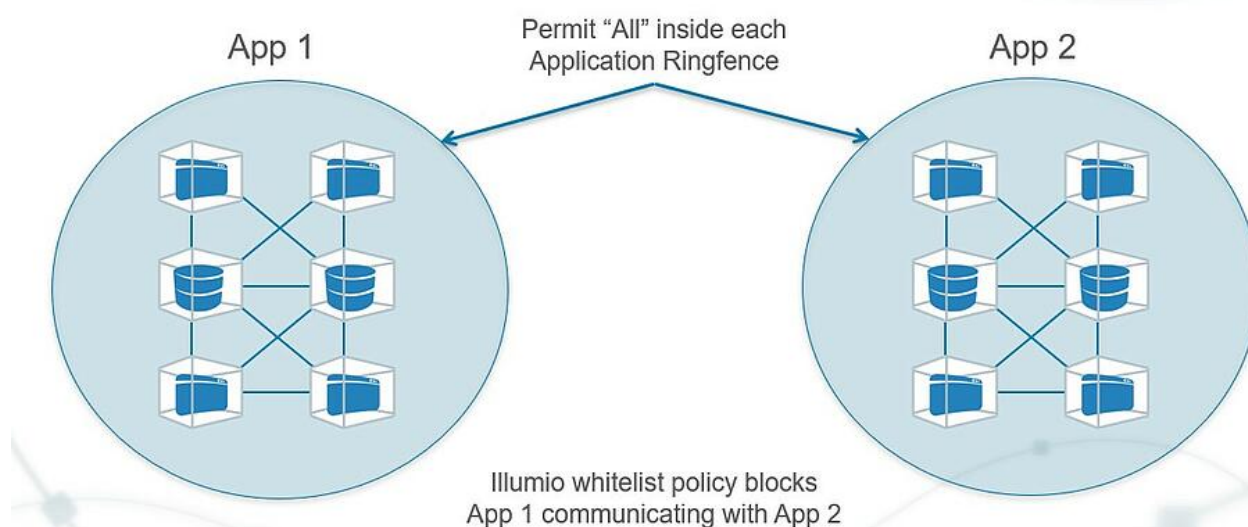 App 1
Permit “All” inside each
Application Ringfence
App 2
Illumio whitelist policy blocks
App 1 communicating with App 2